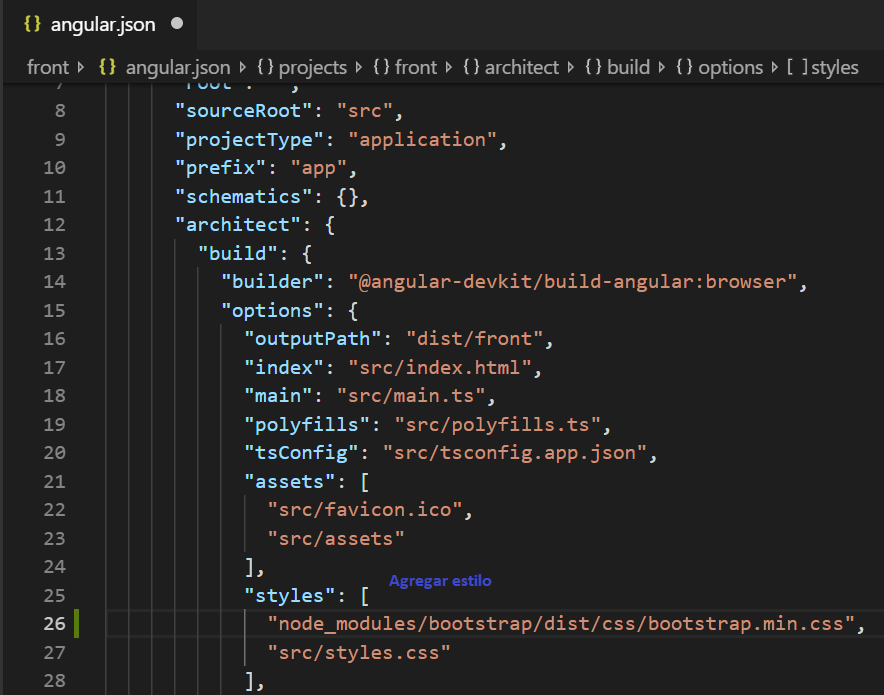 {} angular.json ●
front > {} angular.json > {} projects > {} front > {} architect > {} build > {} options > [ ] styles
7 "root": "",
8 "sourceRoot": "src",
9 "projectType": "application",
10 "prefix": "app",
11 "schematics": {},
12 "architect": {
13 "build": {
14 "builder": "@angular-devkit/build-angular:browser",
15 "options": {
16 "outputPath": "dist/front",
17 "index": "src/index.html",
18 "main": "src/main.ts",
19 "polyfills": "src/polyfills.ts",
20 "tsConfig": "src/tsconfig.app.json",
21 "assets": [
22 "src/favicon.ico",
23 "src/assets"
24 ],
Agregar estilo
25 "styles": [
26 "node_modules/bootstrap/dist/css/bootstrap.min.css",
27 "src/styles.css"
28 ],